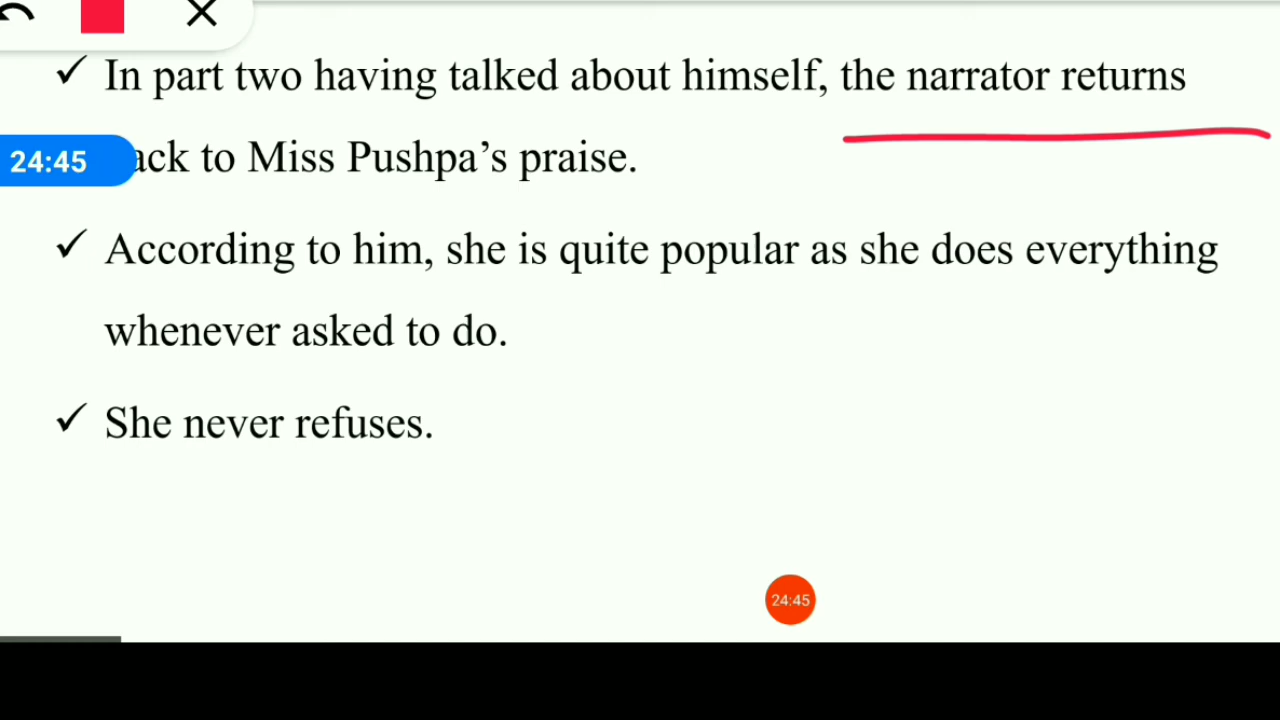 ✓ In part two having talked about himself, the narrator returns
24:45 ack to Miss Pushpa’s praise.
✓ According to him, she is quite popular as she does everything
whenever asked to do.
✓ She never refuses.
24:45